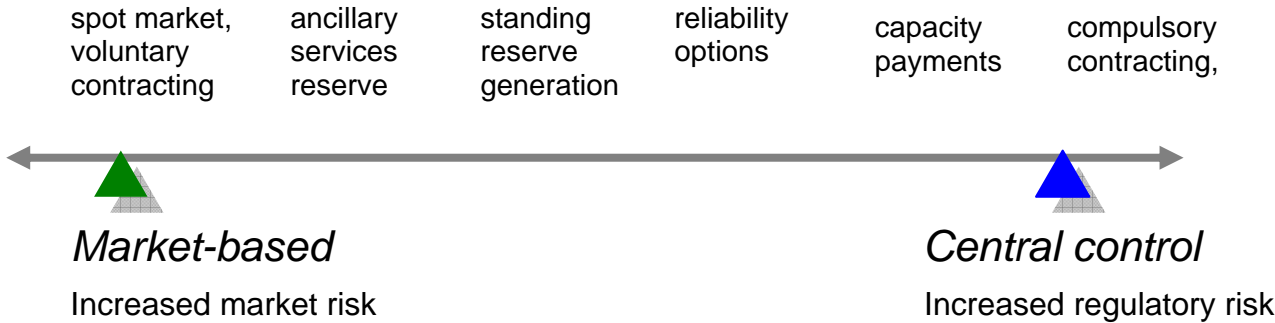 spot market,
voluntary
contracting
ancillary
services
reserve
standing
reserve
generation
reliability
options
capacity
payments
compulsory
contracting,
Market-based
Increased market risk
Central control
Increased regulatory risk